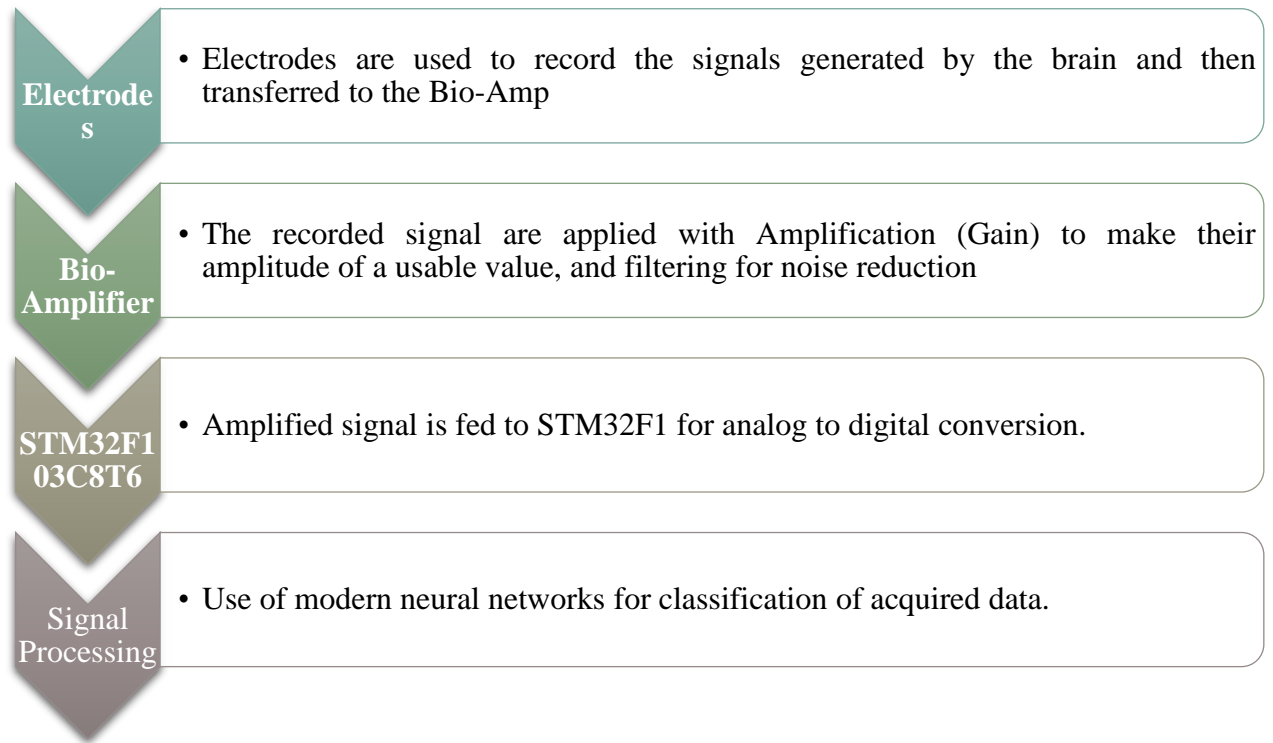 Electrode
s
• Electrodes are used to record the signals generated by the brain and then
transferred to the Bio-Amp
Bio-
Amplifier
• The recorded signal are applied with Amplification (Gain) to make their
amplitude of a usable value, and filtering for noise reduction
STM32F1
03C8T6
• Amplified signal is fed to STM32F1 for analog to digital conversion.
Signal
Processing
• Use of modern neural networks for classification of acquired data.